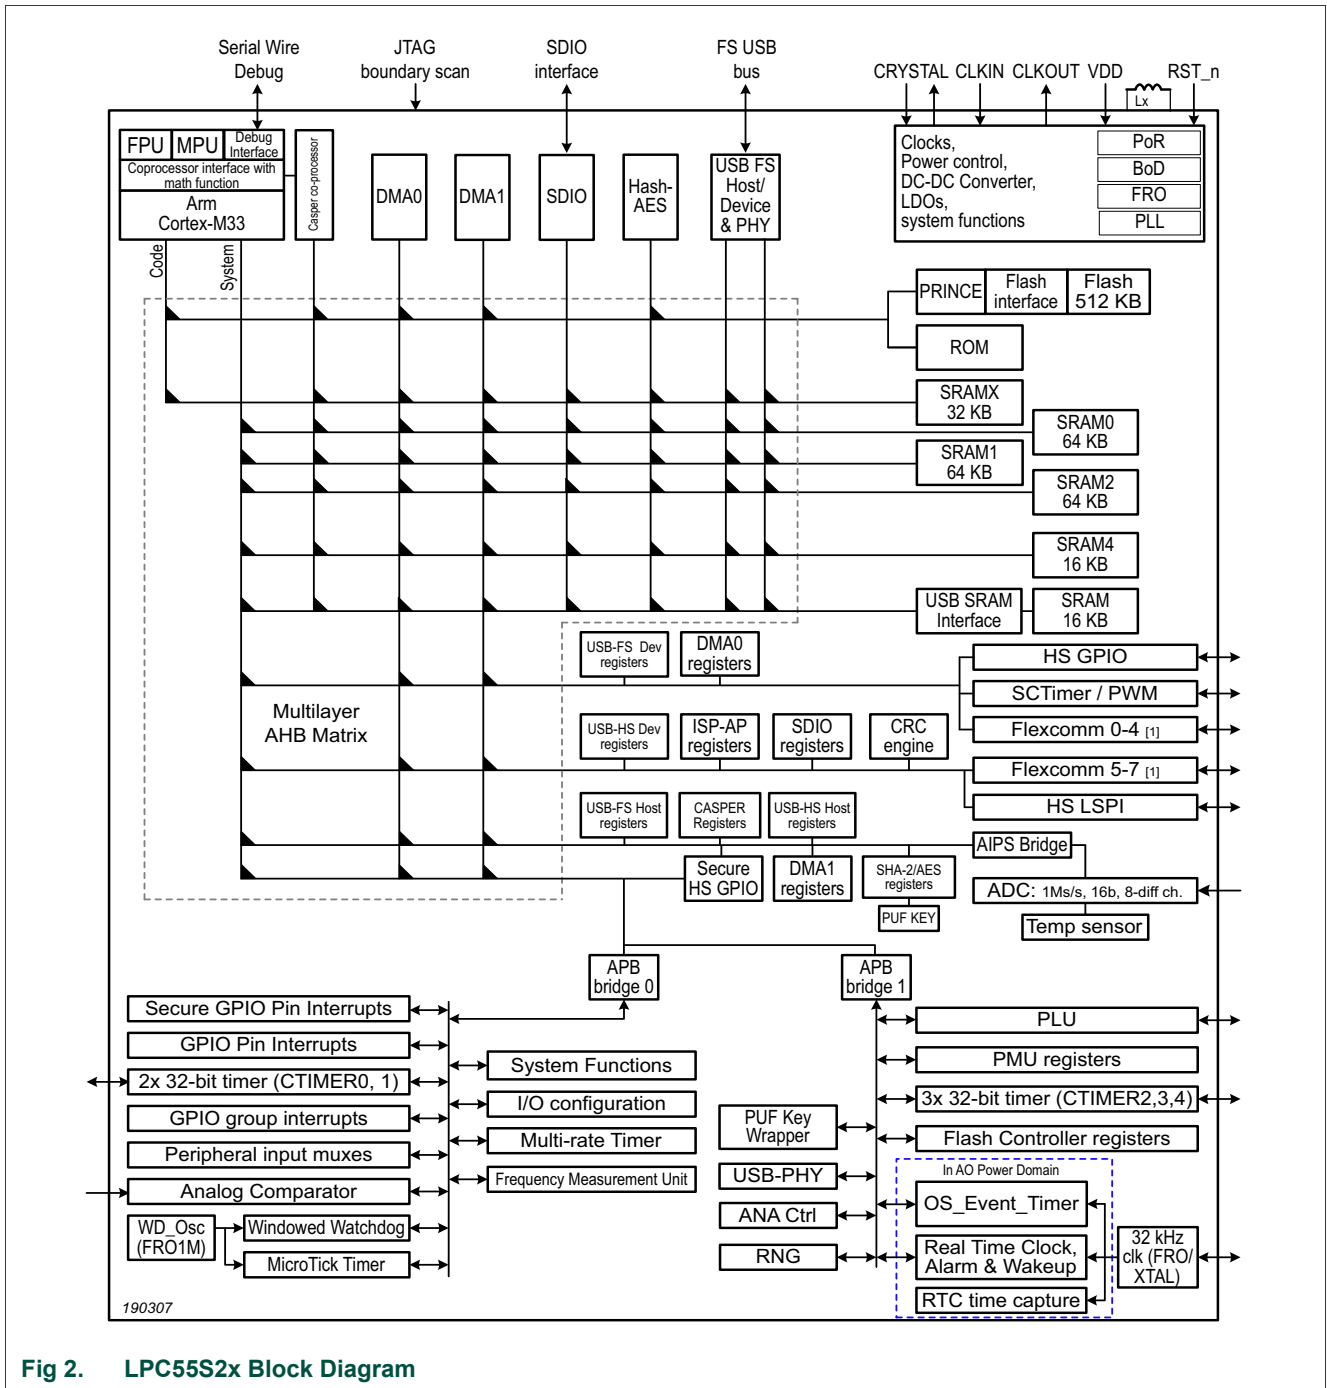 Serial Wire
Debug
JTAG
boundary scan
SDIO
interface
FS USB
bus
CRYSTAL CLKIN CLKOUT VDD
RST_n
Lx
FPU
MPU
Debug
Interface
Coprocessor interface with
math function
Arm
Cortex-M33
Casper co-processor
DMA0
DMA1
SDIO
Hash-
AES
USB FS
Host/
Device
& PHY
Clocks,
Power control,
DC-DC Converter,
LDOs,
system functions
PoR
BoD
FRO
PLL
Code
System
PRINCE
Flash
interface
Flash
512 KB
ROM
SRAMX
32 KB
SRAM0
64 KB
SRAM1
64 KB
SRAM2
64 KB
SRAM4
16 KB
USB SRAM
Interface
SRAM
16 KB
USB-FS Dev
registers
DMA0
registers
HS GPIO
SCTimer / PWM
Flexcomm 0-4 [1]
Multilayer
AHB Matrix
USB-HS Dev
registers
ISP-AP
registers
SDIO
registers
CRC
engine
Flexcomm 5-7 [1]
HS LSPI
USB-FS Host
registers
CASPER
Registers
USB-HS Host
registers
AIPS Bridge
Secure
HS GPIO
DMA1
registers
SHA-2/AES
registers
PUF KEY
ADC: 1Ms/s, 16b, 8-diff ch.
Temp sensor
APB
bridge 0
APB
bridge 1
Secure GPIO Pin Interrupts
GPIO Pin Interrupts
2x 32-bit timer (CTIMER0, 1)
GPIO group interrupts
Peripheral input muxes
Analog Comparator
WD_Osc
(FRO1M)
Windowed Watchdog
MicroTick Timer
System Functions
I/O configuration
Multi-rate Timer
Frequency Measurement Unit
PUF Key
Wrapper
USB-PHY
ANA Ctrl
RNG
PLU
PMU registers
3x 32-bit timer (CTIMER2,3,4)
Flash Controller registers
In AO Power Domain
OS_Event_Timer
Real Time Clock,
Alarm & Wakeup
RTC time capture
32 kHz
clk (FRO/
XTAL)
190307
Fig 2. LPC55S2x Block Diagram